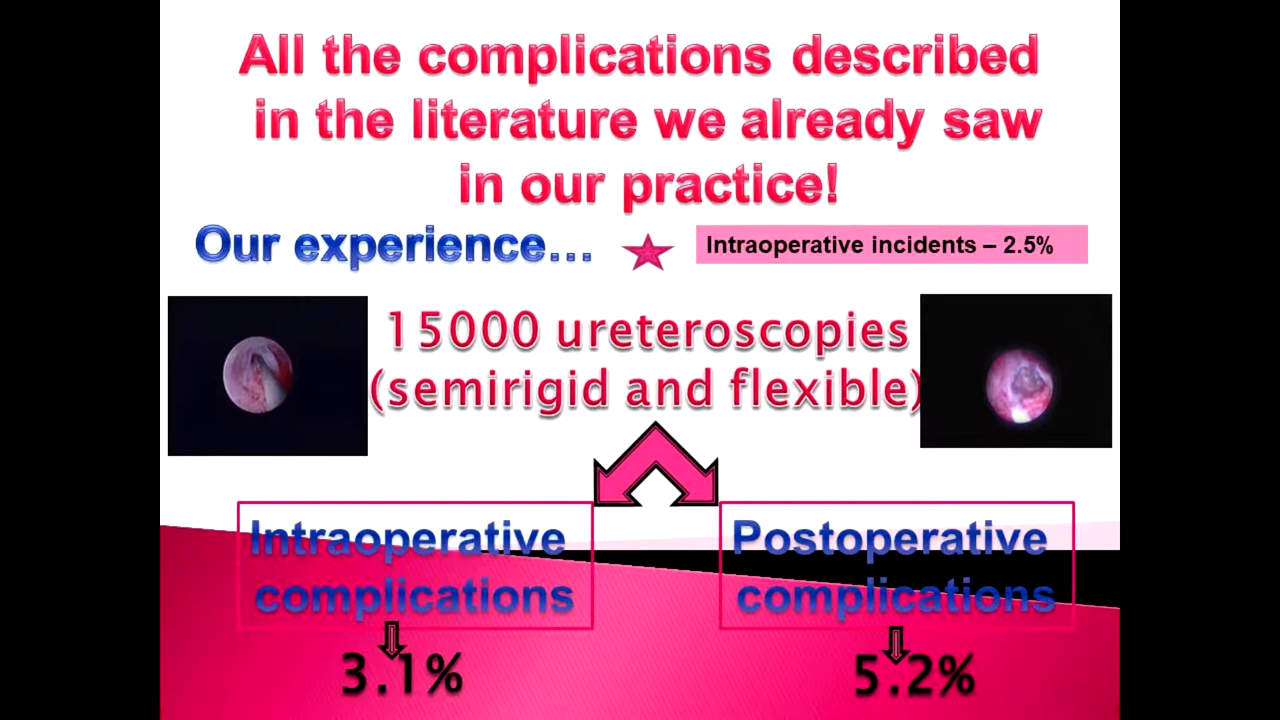 All the complications described
in the literature we already saw
in our practice!
Our experience...
Intraoperative incidents – 2.5%
15000 ureteroscopies
(semirigid and flexible)
Intraoperative
complications
3.1%
Postoperative
complications
5.2%